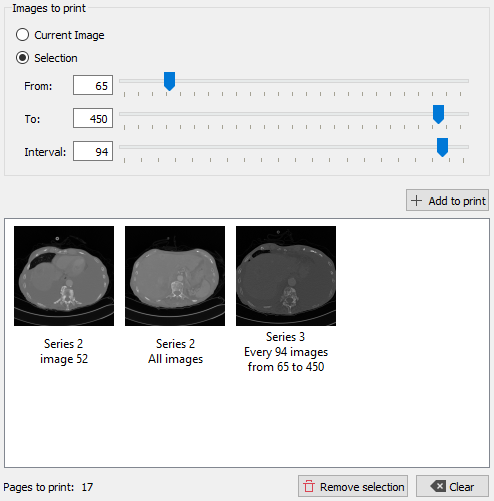 Images to print
Current Image
Selection
From: 65
To: 450
Interval: 94
Add to print
Series 2
image 52
Series 2
All images
Series 3
Every 94 images
from 65 to 450
Pages to print: 17
Remove selection
Clear